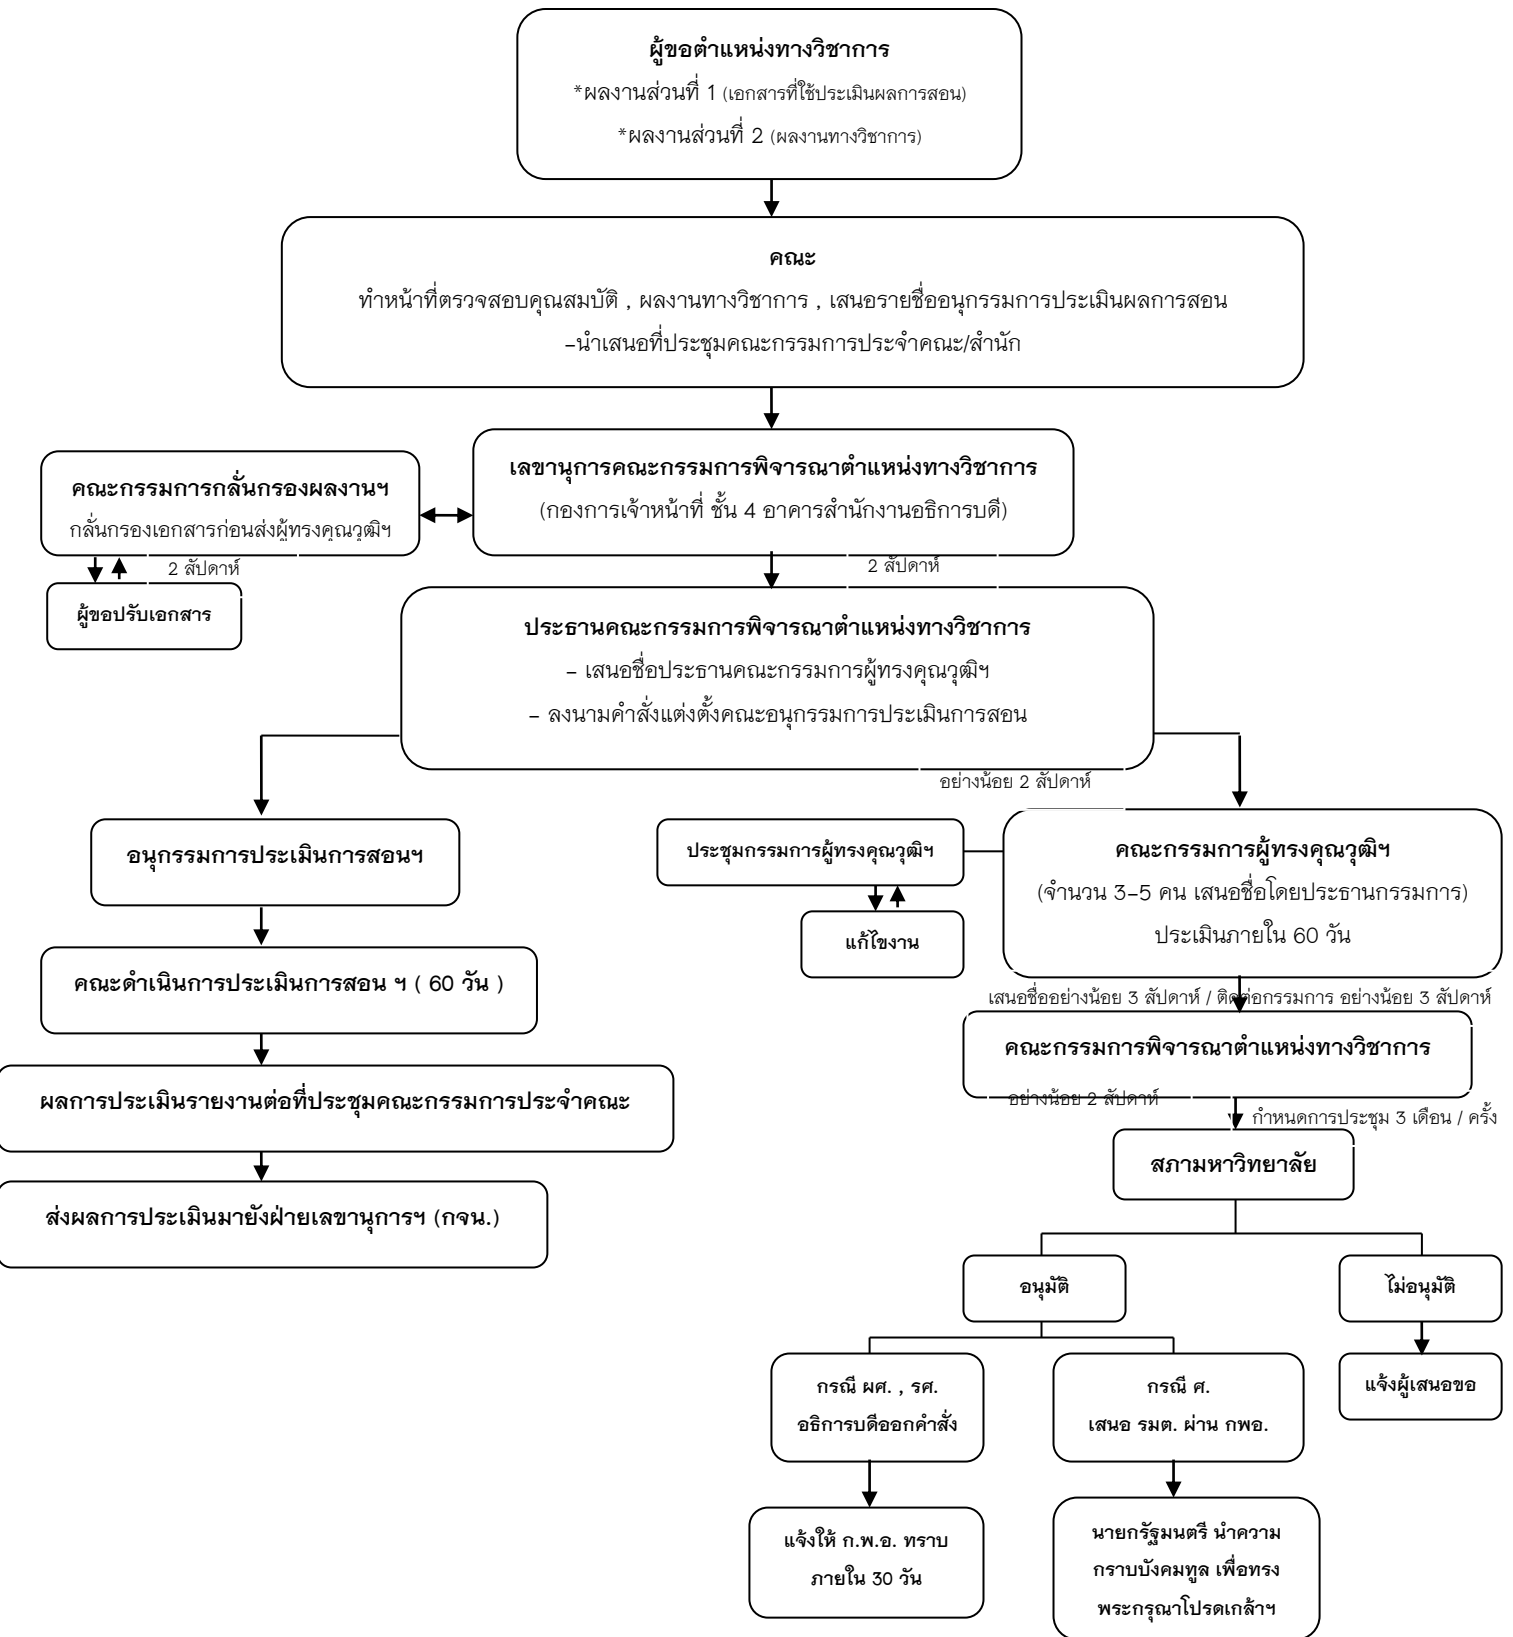 ผู้ขอตำแหน่งทางวิชาการ
*ผลงานส่วนที่ 1 (เอกสารที่ใช้ประเมินผลการสอน)
*ผลงานส่วนที่ 2 (ผลงานทางวิชาการ)
คณะ
ทำหน้าที่ตรวจสอบคุณสมบัติ , ผลงานทางวิชาการ , เสนอรายชื่ออนุกรรมการประเมินผลการสอน
-นำเสนอที่ประชุมคณะกรรมการประจำคณะ/สำนัก
เลขานุการคณะกรรมการพิจารณาตำแหน่งทางวิชาการ
(กองการเจ้าหน้าที่ ชั้น 4 อาคารสำนักงานอธิการบดี)
คณะกรรมการกลั่นกรองผลงานฯ
กลั่นกรองเอกสารก่อนส่งผู้ทรงคุณวุฒิฯ
2 สัปดาห์
2 สัปดาห์
ผู้ขอปรับเอกสาร
ประธานคณะกรรมการพิจารณาตำแหน่งทางวิชาการ
- เสนอชื่อประธานคณะกรรมการผู้ทรงคุณวุฒิฯ
- ลงนามคำสั่งแต่งตั้งคณะอนุกรรมการประเมินการสอน
อย่างน้อย 2 สัปดาห์
อนุกรรมการประเมินการสอนฯ
คณะดำเนินการประเมินการสอน ฯ ( 60 วัน )
ผลการประเมินรายงานต่อที่ประชุมคณะกรรมการประจำคณะ
ส่งผลการประเมินมายังฝ่ายเลขานุการฯ (กจน.)
ประชุมกรรมการผู้ทรงคุณวุฒิฯ
แก้ไขงาน
คณะกรรมการผู้ทรงคุณวุฒิฯ
(จำนวน 3-5 คน เสนอชื่อโดยประธานกรรมการ)
ประเมินภายใน 60 วัน
เสนอชื่ออย่างน้อย 3 สัปดาห์ / ติดต่อกรรมการ อย่างน้อย 3 สัปดาห์
คณะกรรมการพิจารณาตำแหน่งทางวิชาการ
อย่างน้อย 2 สัปดาห์
กำหนดการประชุม 3 เดือน / ครั้ง
สภามหาวิทยาลัย
อนุมัติ
ไม่อนุมัติ
กรณี ผศ. , รศ.
อธิการบดีออกคำสั่ง
กรณี ศ.
เสนอ รมต. ผ่าน กพอ.
แจ้งผู้เสนอขอ
แจ้งให้ ก.พ.อ. ทราบ
ภายใน 30 วัน
นายกรัฐมนตรี นำความ
กราบบังคมทูล เพื่อทรง
พระกรุณาโปรดเกล้าฯ